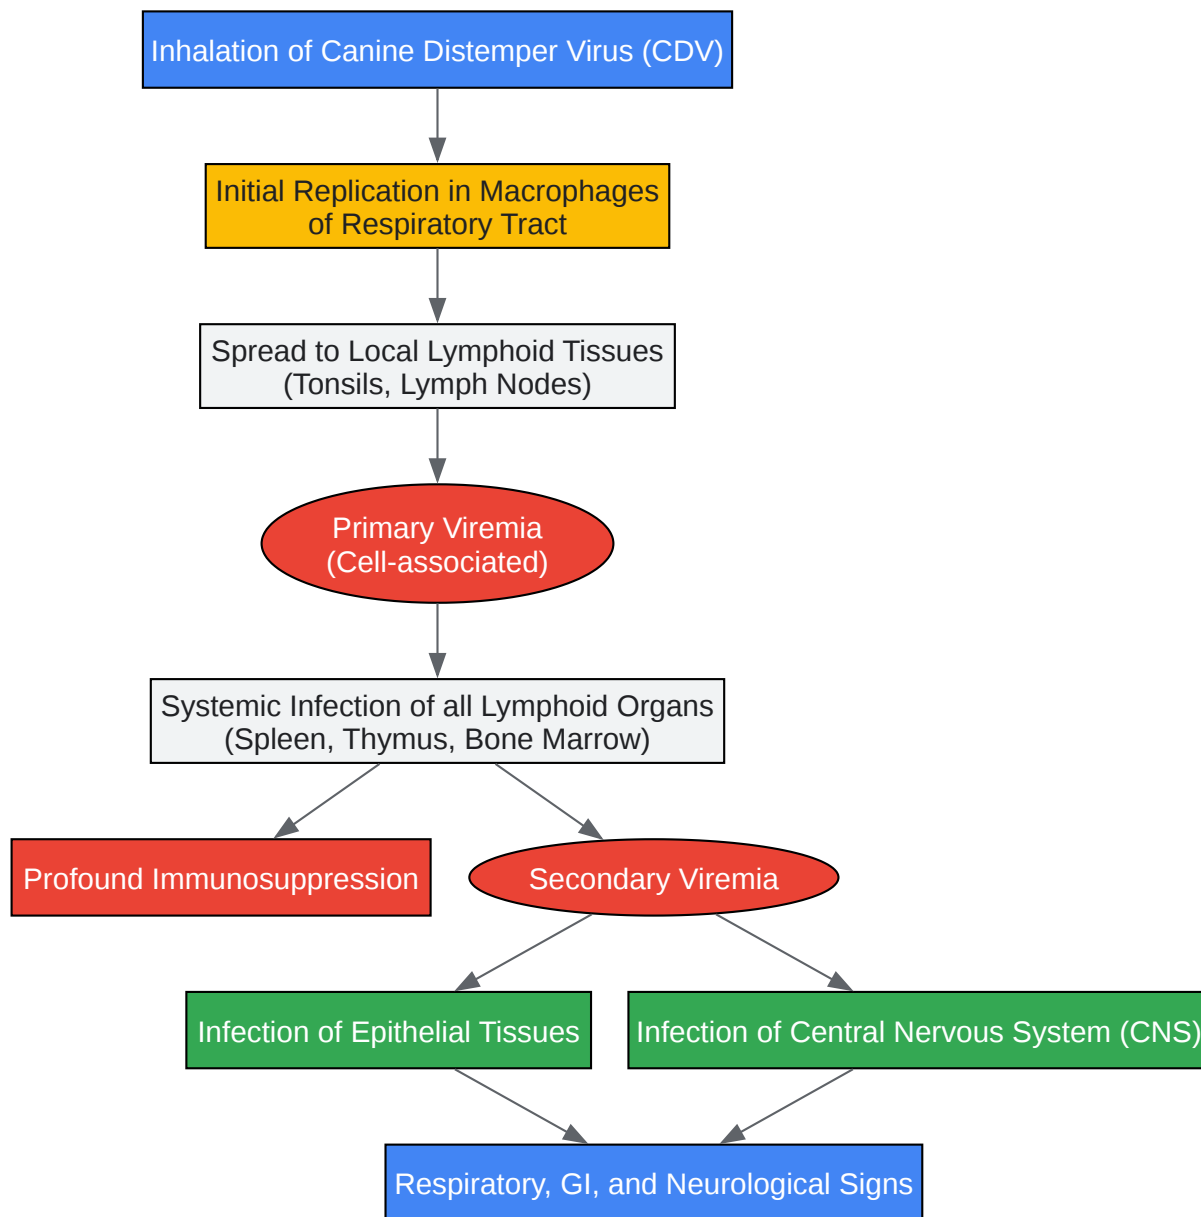 Inhalation of Canine Distemper Virus (CDV)
Initial Replication in Macrophages
of Respiratory Tract
Spread to Local Lymphoid Tissues
(Tonsils, Lymph Nodes)
Primary Viremia
(Cell-associated)
Systemic Infection of all Lymphoid Organs
(Spleen, Thymus, Bone Marrow)
Profound Immunosuppression
Secondary Viremia
Infection of Epithelial Tissues
Infection of Central Nervous System (CNS)
Respiratory, GI, and Neurological Signs